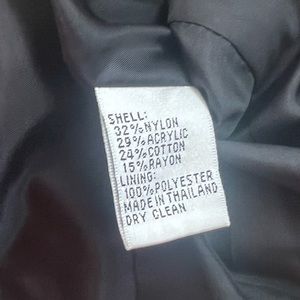 SHELL:
32%NYLON
29%ACRYLIC
24%COTTON
15%RAYON
LINING:
100%POLYESTER
MADE IN THAILAND
DRY CLEAN